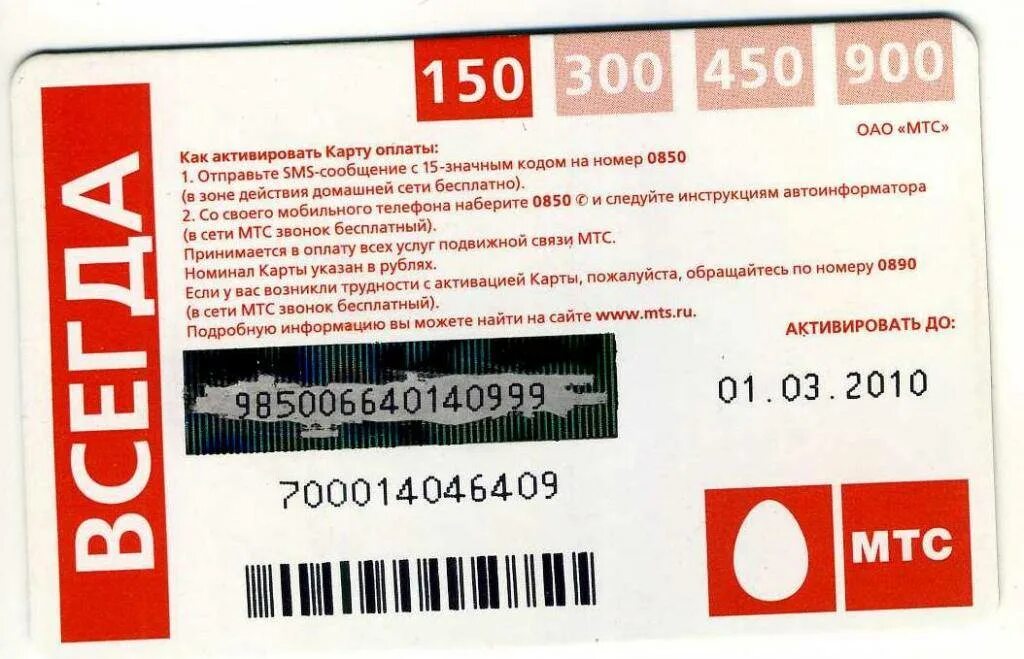 150 300 450 900
ОАО «МТС»
ВСЕГДА
Как активировать Карту оплаты:
1. Отправьте SMS-сообщение с 15-значным кодом на номер 0850
(в зоне действия домашней сети бесплатно).
2. Со своего мобильного телефона наберите 0850 ✆ и следуйте инструкциям автоинформатора
(в сети МТС звонок бесплатный).
Принимается в оплату всех услуг подвижной связи МТС.
Номинал Карты указан в рублях.
Если у вас возникли трудности с активацией Карты, пожалуйста, обращайтесь по номеру 0890
(в сети МТС звонок бесплатный).
Подробную информацию вы можете найти на сайте www.mts.ru.
АКТИВИРОВАТЬ ДО:
01.03.2010
985006640140999
700014046409
МТС